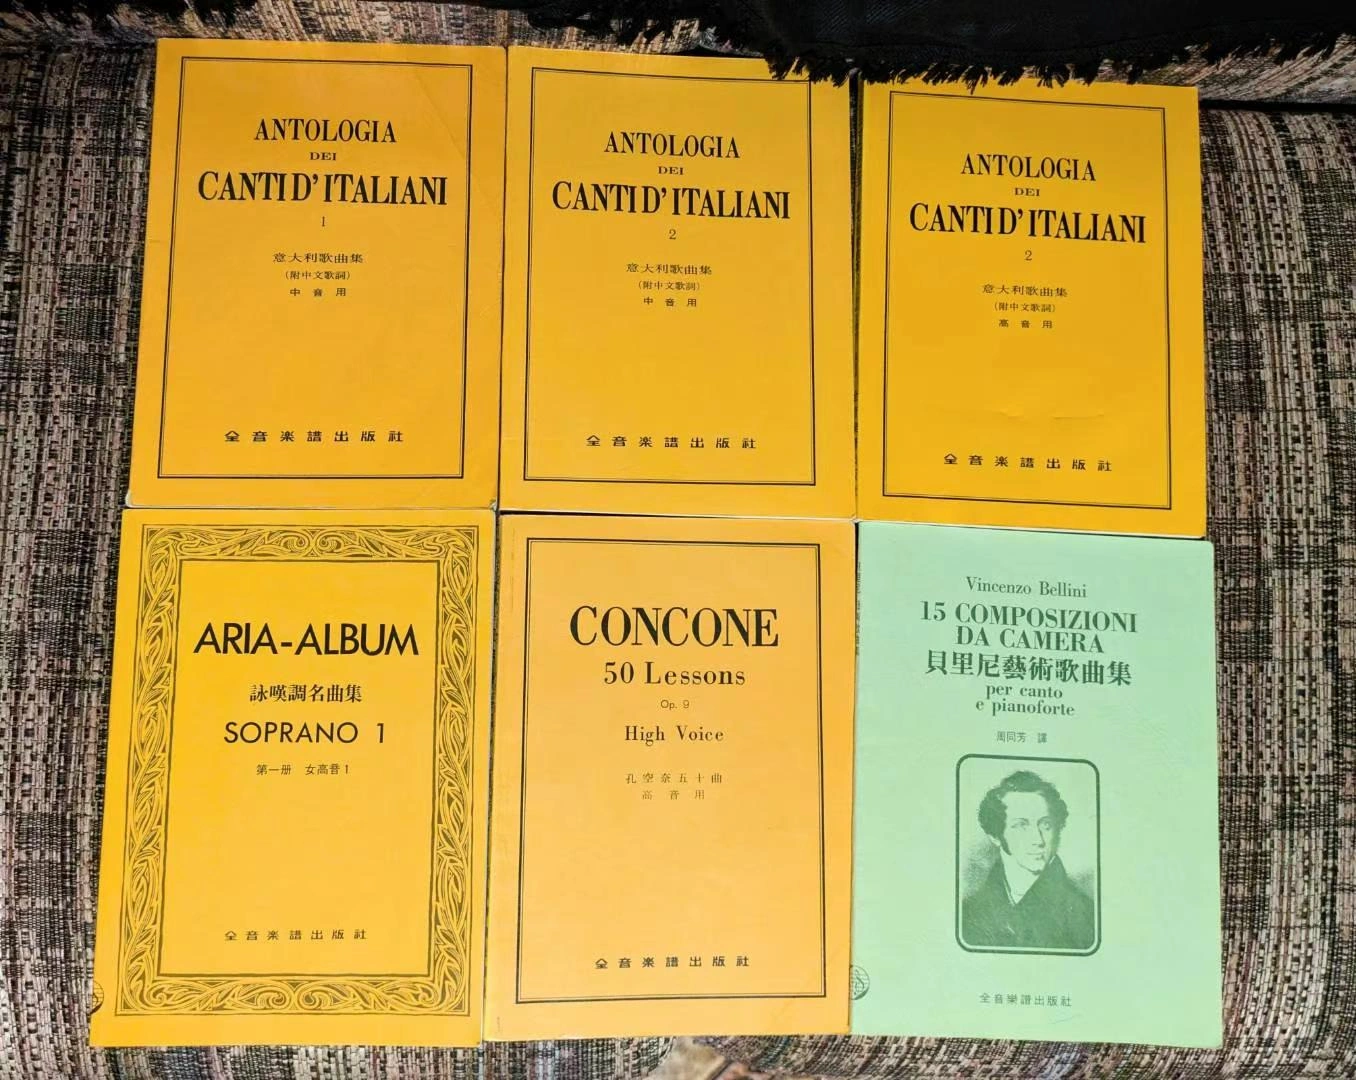 ANTOLOGIA
DEI
CANTI D'ITALIANI
1
意大利歌曲集
(附中文歌詞)
中音用
全音楽譜出版社
ANTOLOGIA
DEI
CANTI D'ITALIANI
2
意大利歌曲集
(附中文歌詞)
中音用
全音楽譜出版社
ANTOLOGIA
DEI
CANTI D'ITALIANI
2
意大利歌曲集
(附中文歌詞)
高音用
全音楽譜出版社
ARIA-ALBUM
詠嘆調名曲集
SOPRANO 1
第一册 女高音1
全音楽譜出版社
CONCONE
50 Lessons
Op. 9
High Voice
孔空奈五十曲
高音用
全音楽譜出版社
Vincenzo Bellini
15 COMPOSIZIONI
DA CAMERA
貝里尼藝術歌曲集
per canto
e pianoforte
周同芳 譯
全音樂譜出版社